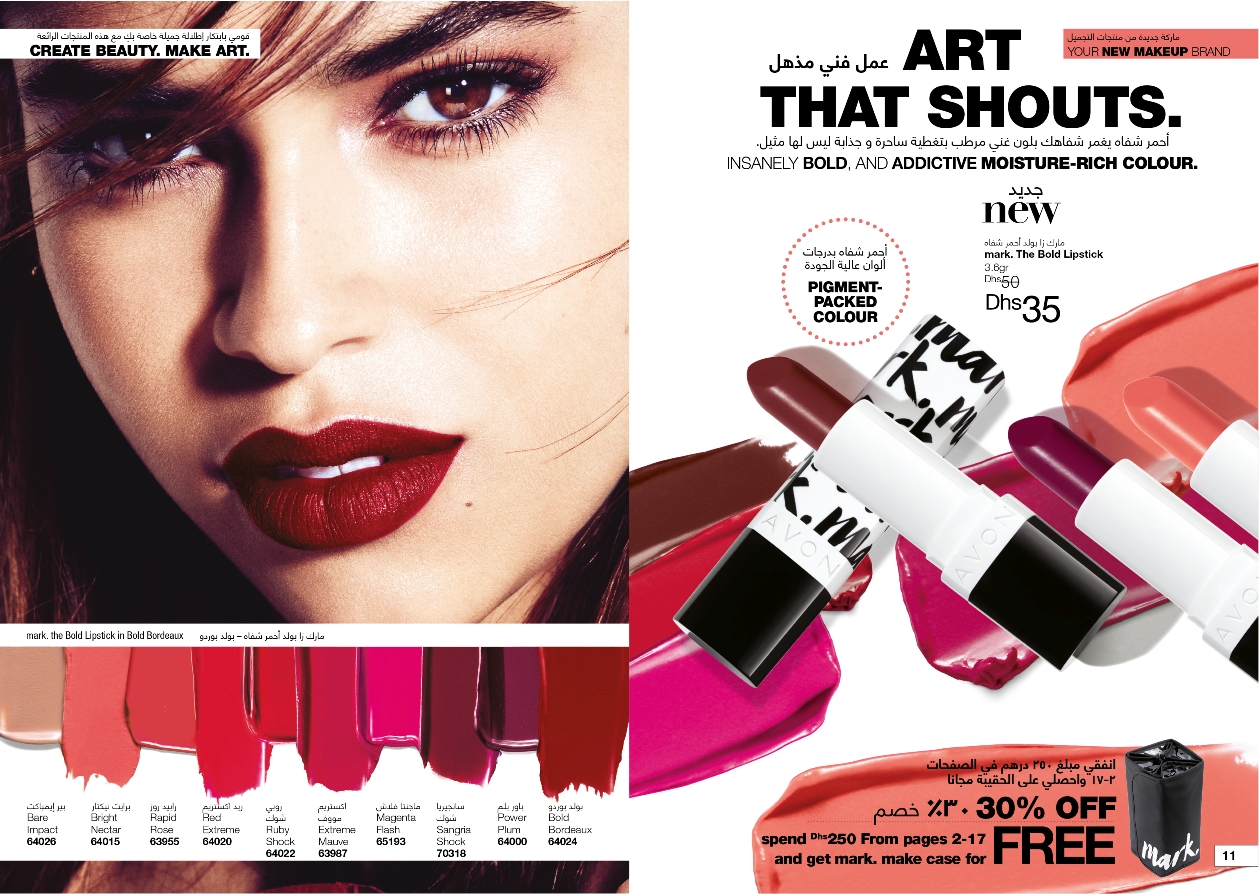 قومي بابتكار إطلالة جميلة خاصة بكِ مع هذه المنتجات الرائعة
CREATE BEAUTY. MAKE ART.
mark. the Bold Lipstick in Bold Bordeaux مارك زا بولد أحمر شفاه – بولد بوردو
بير إيمباكت
Bare
Impact
64026
برايت نيكتار
Bright
Nectar
64015
رابيد روز
Rapid
Rose
63955
ريد اكستريم
Red
Extreme
64020
روبي
شوك
Ruby
Shock
64022
اكستريم
مووف
Extreme
Mauve
63987
ماجنتا فلاش
Magenta
Flash
65193
سانجيريا
شوك
Sangria
Shock
70318
باور بلم
Power
Plum
64000
بولد بوردو
Bold
Bordeaux
64024
ماركة جديدة من منتجات التجميل
YOUR NEW MAKEUP BRAND
عمل فني مذهل ART
THAT SHOUTS.
أحمر شفاه يغمر شفاهك بلون غني مرطب بتغطية ساحرة و جذابة ليس لها مثيل.
INSANELY BOLD, AND ADDICTIVE MOISTURE-RICH COLOUR.
جديد
new
مارك زا بولد أحمر شفاه
mark. The Bold Lipstick
3.6gr
Dhs50
Dhs35
أحمر شفاه بدرجات
ألوان عالية الجودة
PIGMENT-
PACKED
COLOUR
mark.
AVON
AVON
AVON
انفقي مبلغ ٢٥٠ درهم في الصفحات
٢-١٧ واحصلي على الحقيبة مجانا
٣٠٪ خصم 30% OFF
spend Dhs250 From pages 2-17
and get mark. make case for FREE
mark.
11